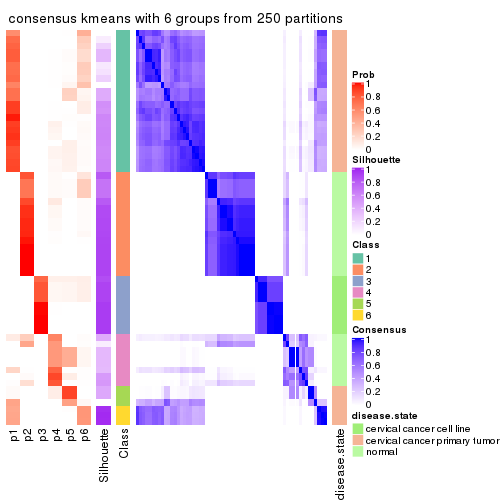 consensus kmeans with 6 groups from 250 partitions
Prob
1
0.8
0.6
0.4
0.2
0
Silhouette
1
0.8
0.6
0.4
0.2
0
Class
1
2
3
4
5
6
Consensus
1
0.8
0.6
0.4
0.2
0
disease.state
cervical cancer cell line
cervical cancer primary tumor
normal
p1
p2
p3
p4
p5
p6
Silhouette
Class
disease.state